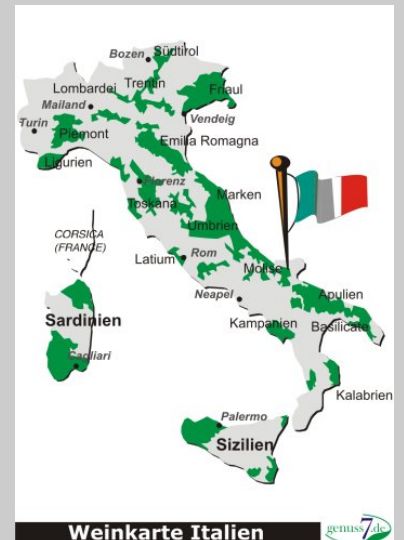 Bozen
Südtirol
Lombardei
Trentin
Friaul
Mailand
Turin
Vendeig
Piemont
Emilia Romagna
Ligurien
Florenz
Toskana
Marken
Umbrien
CORSICA
(FRANCE)
Latium
Rom
Molise
Neapel
Apulien
Sardinien
Kampanien
Basilicate
Cagliari
Kalabrien
Palermo
Sizilien
Weinkarte Italien
genuss7.de